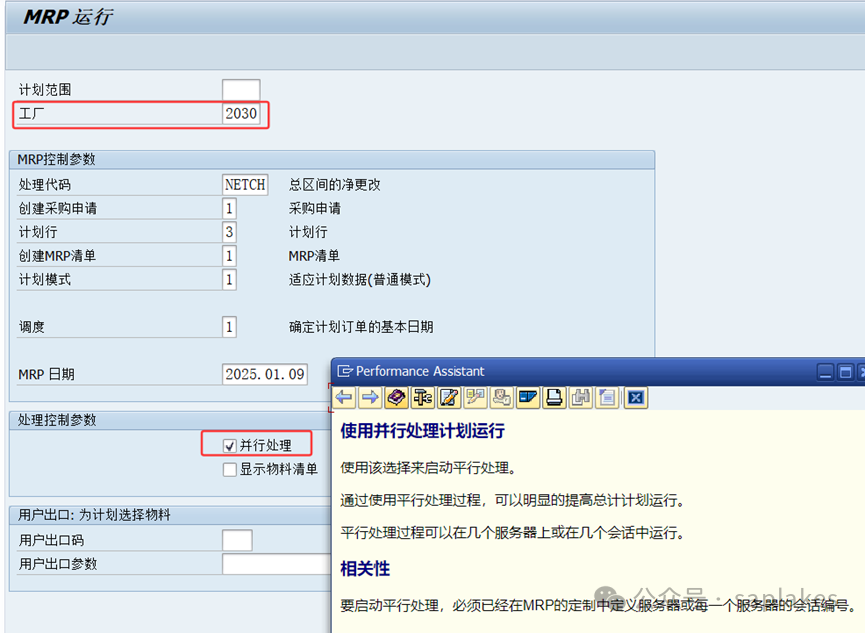 MRP 运行
计划范围
工厂 2030
MRP控制参数
处理代码 NETCH 总区间的净更改
创建采购申请 1 采购申请
计划行 3 计划行
创建MRP清单 1 MRP清单
计划模式 1 适应计划数据(普通模式)
调度 1 确定计划订单的基本日期
MRP 日期 2025.01.09
处理控制参数
并行处理
显示物料清单
用户出口: 为计划选择物料
用户出口码
用户出口参数
Performance Assistant
使用并行处理计划运行
使用该选择来启动平行处理。
通过使用平行处理过程，可以明显的提高总计计划运行。
平行处理过程可以在几个服务器上或在几个会话中运行。
相关性
要启动平行处理，必须已经在MRP的定制中定义服务器或每一个服务器的会话编号。
公众号 · saplakes